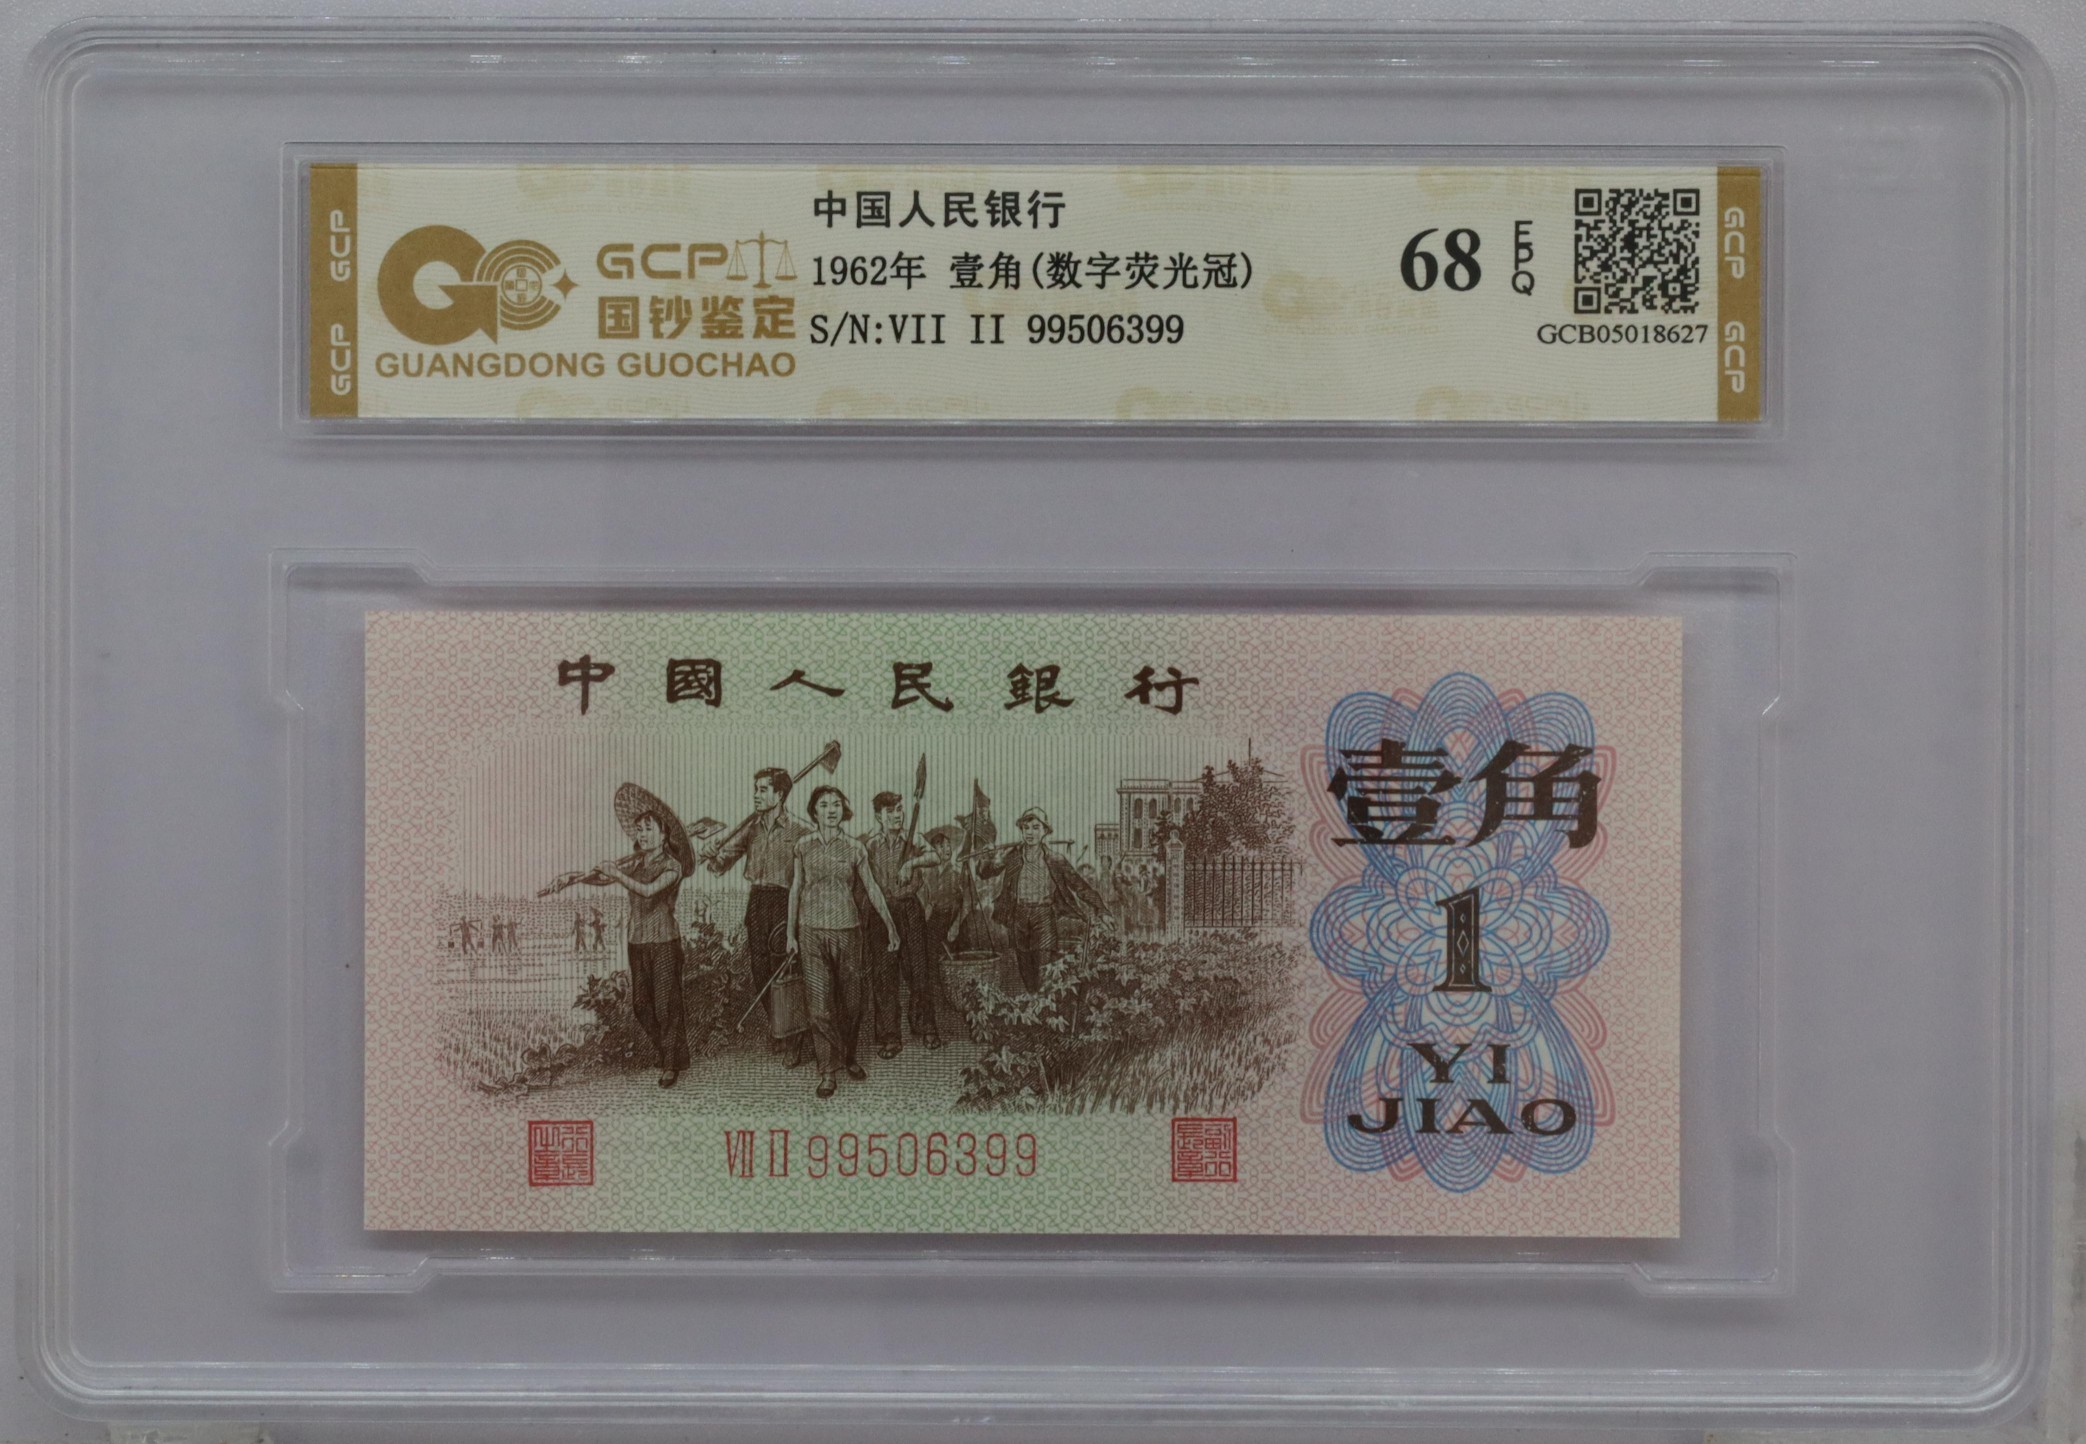 GCP
GCP
GCP
国钞鉴定
GUANGDONG GUOCHAO
中国人民银行
1962年 壹角(数字荧光冠)
S/N:VII II 99506399
68
EPQ
GCB05018627
GCP
GCP
中國人民銀行
壹角
1
YI
JIAO
VII II 99506399